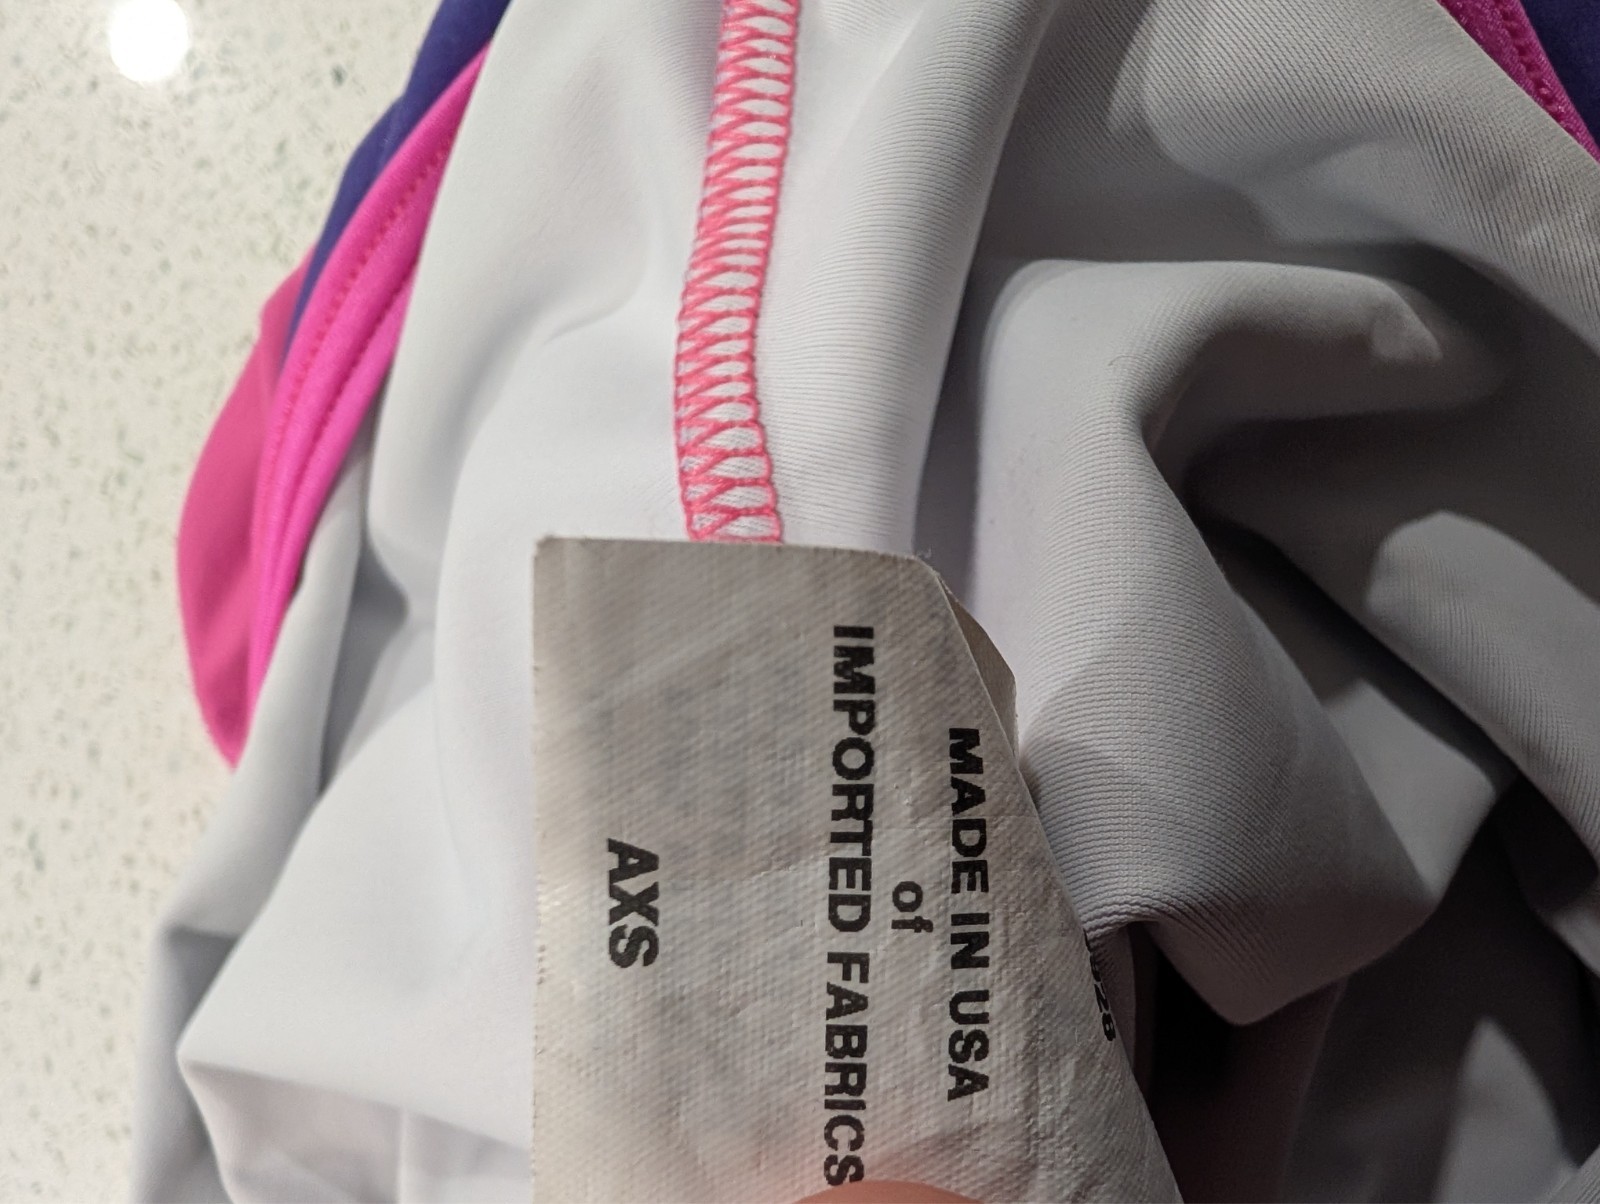 MADE IN USA
of
IMPORTED FABRICS
AXS